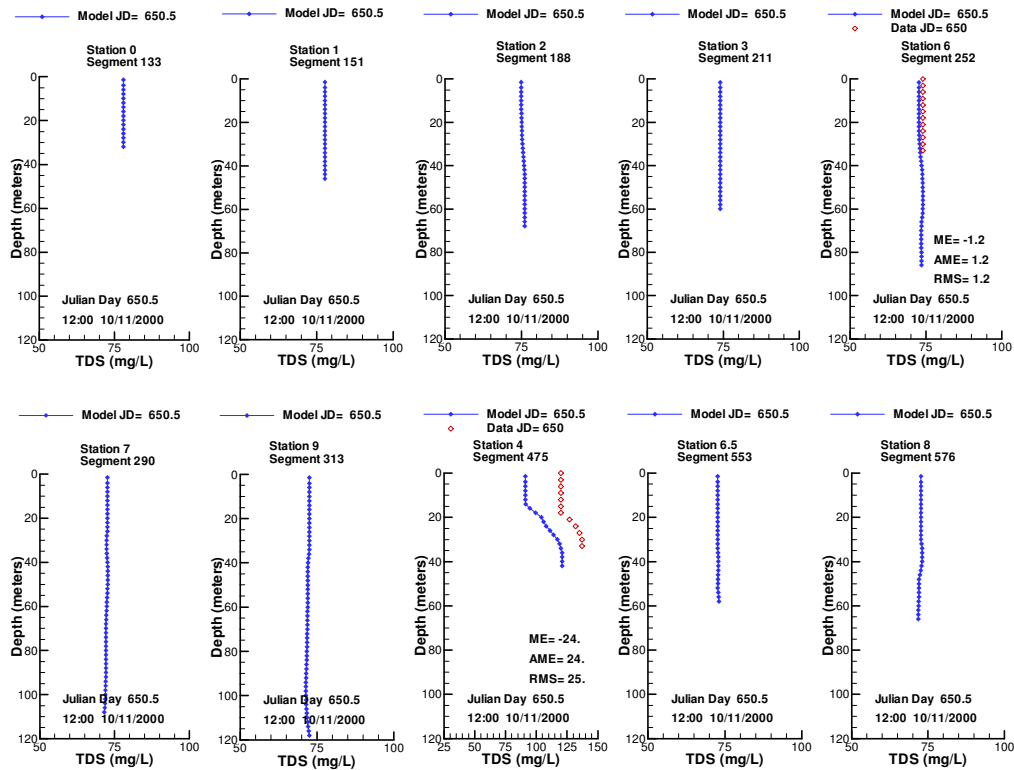 Model JD= 650.5
Station 0
Segment 133
0
20
40
60
80
100
120
Depth (meters)
Julian Day 650.5
12:00 10/11/2000
50 75 100
TDS (mg/L)
Model JD= 650.5
Station 1
Segment 151
0
20
40
60
80
100
120
Depth (meters)
Julian Day 650.5
12:00 10/11/2000
50 75 100
TDS (mg/L)
Model JD= 650.5
Station 2
Segment 188
0
20
40
60
80
100
120
Depth (meters)
Julian Day 650.5
12:00 10/11/2000
50 75 100
TDS (mg/L)
Model JD= 650.5
Station 3
Segment 211
0
20
40
60
80
100
120
Depth (meters)
Julian Day 650.5
12:00 10/11/2000
50 75 100
TDS (mg/L)
Model JD= 650.5
Data JD= 650
Station 6
Segment 252
0
20
40
60
80
100
120
Depth (meters)
ME= -1.2
AME= 1.2
RMS= 1.2
Julian Day 650.5
12:00 10/11/2000
50 75 100
TDS (mg/L)
Model JD= 650.5
Station 7
Segment 290
0
20
40
60
80
100
120
Depth (meters)
Julian Day 650.5
12:00 10/11/2000
50 75 100
TDS (mg/L)
Model JD= 650.5
Station 9
Segment 313
0
20
40
60
80
100
120
Depth (meters)
Julian Day 650.5
12:00 10/11/2000
50 75 100
TDS (mg/L)
Model JD= 650.5
Data JD= 650
Station 4
Segment 475
0
20
40
60
80
100
120
Depth (meters)
ME= -24.
AME= 24.
RMS= 25.
Julian Day 650.5
12:00 10/11/2000
25 50 75 100 125 150
TDS (mg/L)
Model JD= 650.5
Station 6.5
Segment 553
0
20
40
60
80
100
120
Depth (meters)
Julian Day 650.5
12:00 10/11/2000
50 75 100
TDS (mg/L)
Model JD= 650.5
Station 8
Segment 576
0
20
40
60
80
100
120
Depth (meters)
Julian Day 650.5
12:00 10/11/2000
50 75 100
TDS (mg/L)